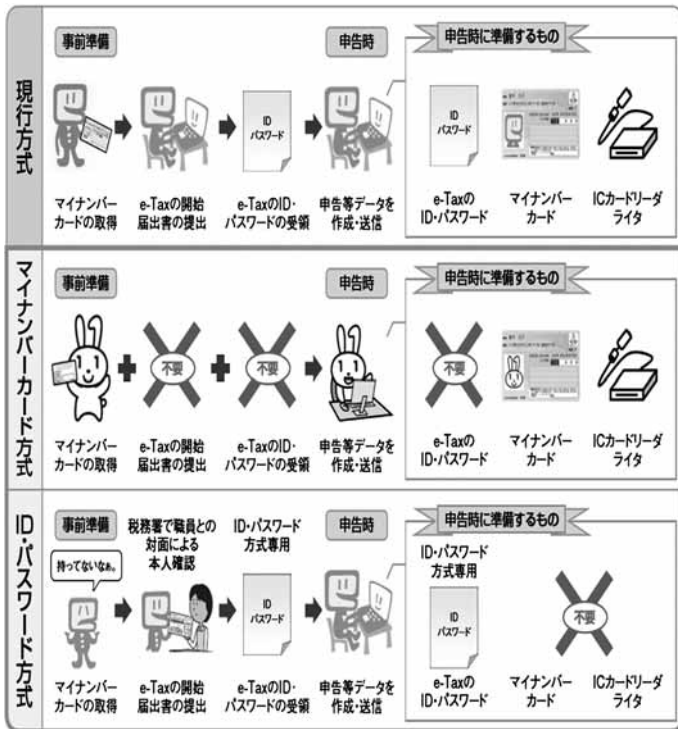 現行方式
事前準備
申告時
申告時に準備するもの
ID
パスワード
ID
パスワード
マイナンバー
カードの取得
e-Taxの開始
届出書の提出
e-TaxのID・
パスワードの受領
申告等データを
作成・送信
e-Taxの
ID・パスワード
マイナンバー
カード
ICカードリーダ
ライタ
マイナンバーカード方式
事前準備
申告時
申告時に準備するもの
不要
不要
不要
マイナンバー
カードの取得
e-Taxの開始
届出書の提出
e-TaxのID・
パスワードの受領
申告等データを
作成・送信
e-Taxの
ID・パスワード
マイナンバー
カード
ICカードリーダ
ライタ
ID・パスワード方式
事前準備
税務署で職員との
対面による
本人確認
ID・パスワード
方式専用
申告時
申告時に準備するもの
持ってないなぁ。
ID
パスワード
ID・パスワード
方式専用
ID
パスワード
不要
マイナンバー
カードの取得
e-Taxの開始
届出書の提出
e-TaxのID・
パスワードの受領
申告等データを
作成・送信
e-Taxの
ID・パスワード
マイナンバー
カード
ICカードリーダ
ライタ